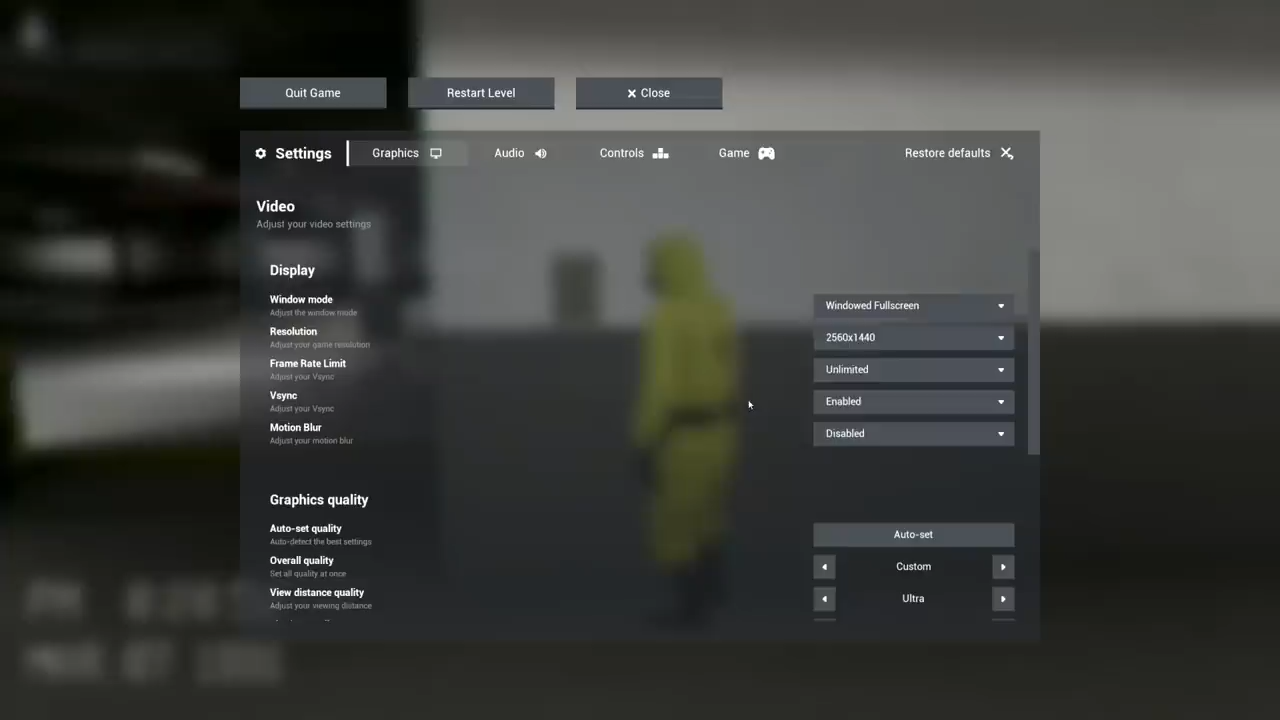 Quit Game
Restart Level
Close
Settings
Graphics
Audio
Controls
Game
Restore defaults
Video
Adjust your video settings
Display
Window mode
Adjust the window mode
Windowed Fullscreen
Resolution
Adjust your game resolution
2560x1440
Frame Rate Limit
Adjust your Vsync
Unlimited
Vsync
Adjust your Vsync
Enabled
Motion Blur
Adjust your motion blur
Disabled
Graphics quality
Auto-set quality
Auto-detect the best settings
Auto-set
Overall quality
Set all quality at once
Custom
View distance quality
Adjust your viewing distance
Ultra